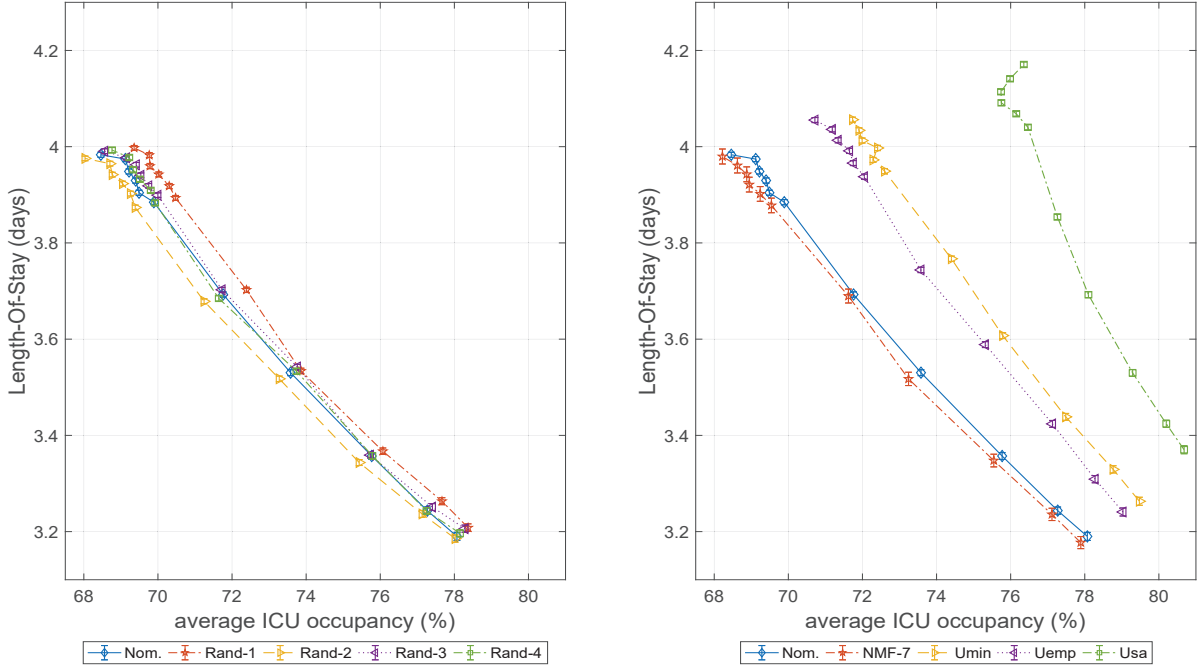 4.2
4
3.8
3.6
3.4
3.2
Length-Of-Stay (days)
68 70 72 74 76 78 80
average ICU occupancy (%)
Nom. Rand-1 Rand-2 Rand-3 Rand-4
4.2
4
3.8
3.6
3.4
3.2
Length-Of-Stay (days)
68 70 72 74 76 78 80
average ICU occupancy (%)
Nom. NMF-7 Umin Uemp Usa